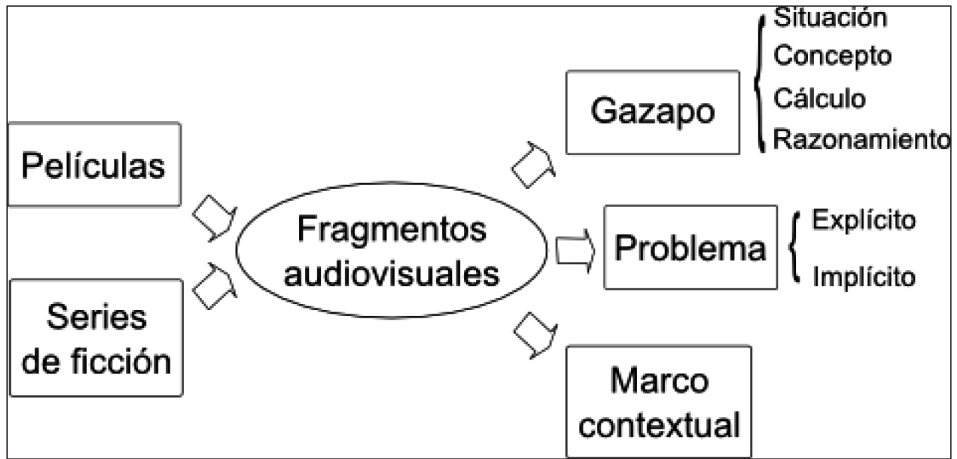 Películas
Series
de ficción
Fragmentos
audiovisuales
Gazapo
Situación
Concepto
Cálculo
Razonamiento
Problema
Explícito
Implícito
Marco
contextual